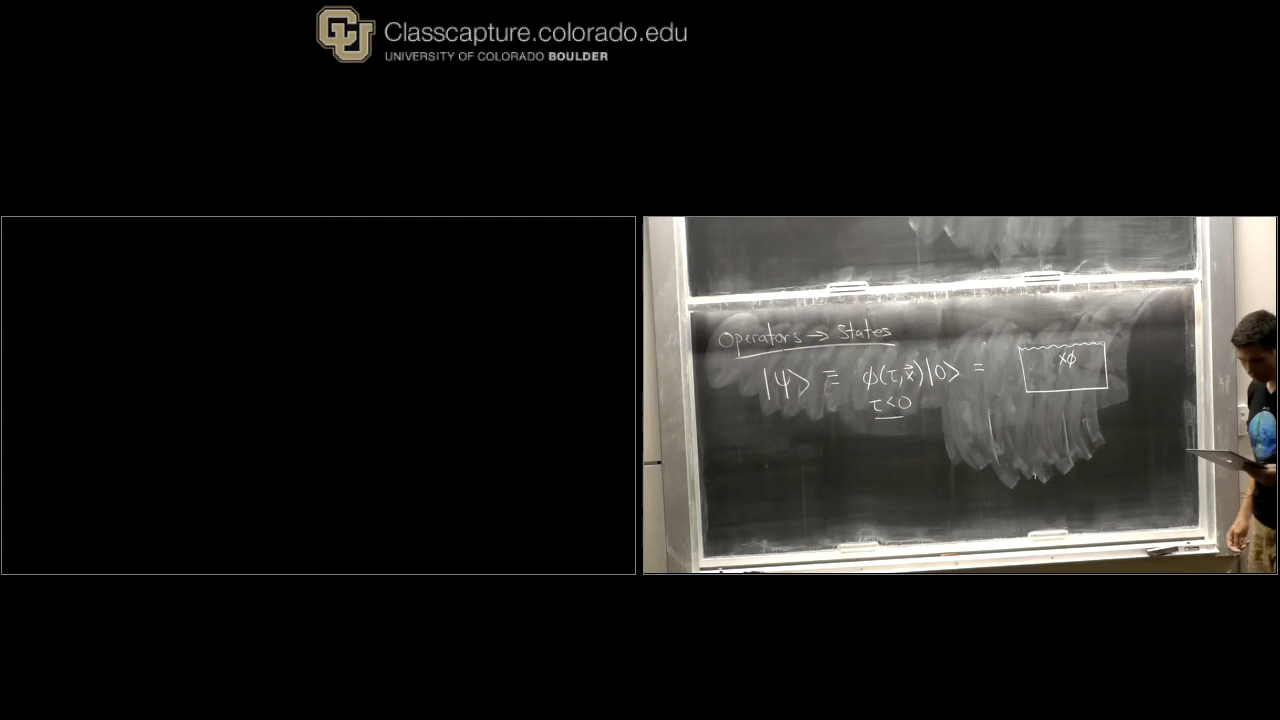 Classcapture.colorado.edu
UNIVERSITY OF COLORADO BOULDER
Operators → States
|ψ⟩ ≡ ϕ(τ, x⃗)|0⟩ = xϕ
τ<0